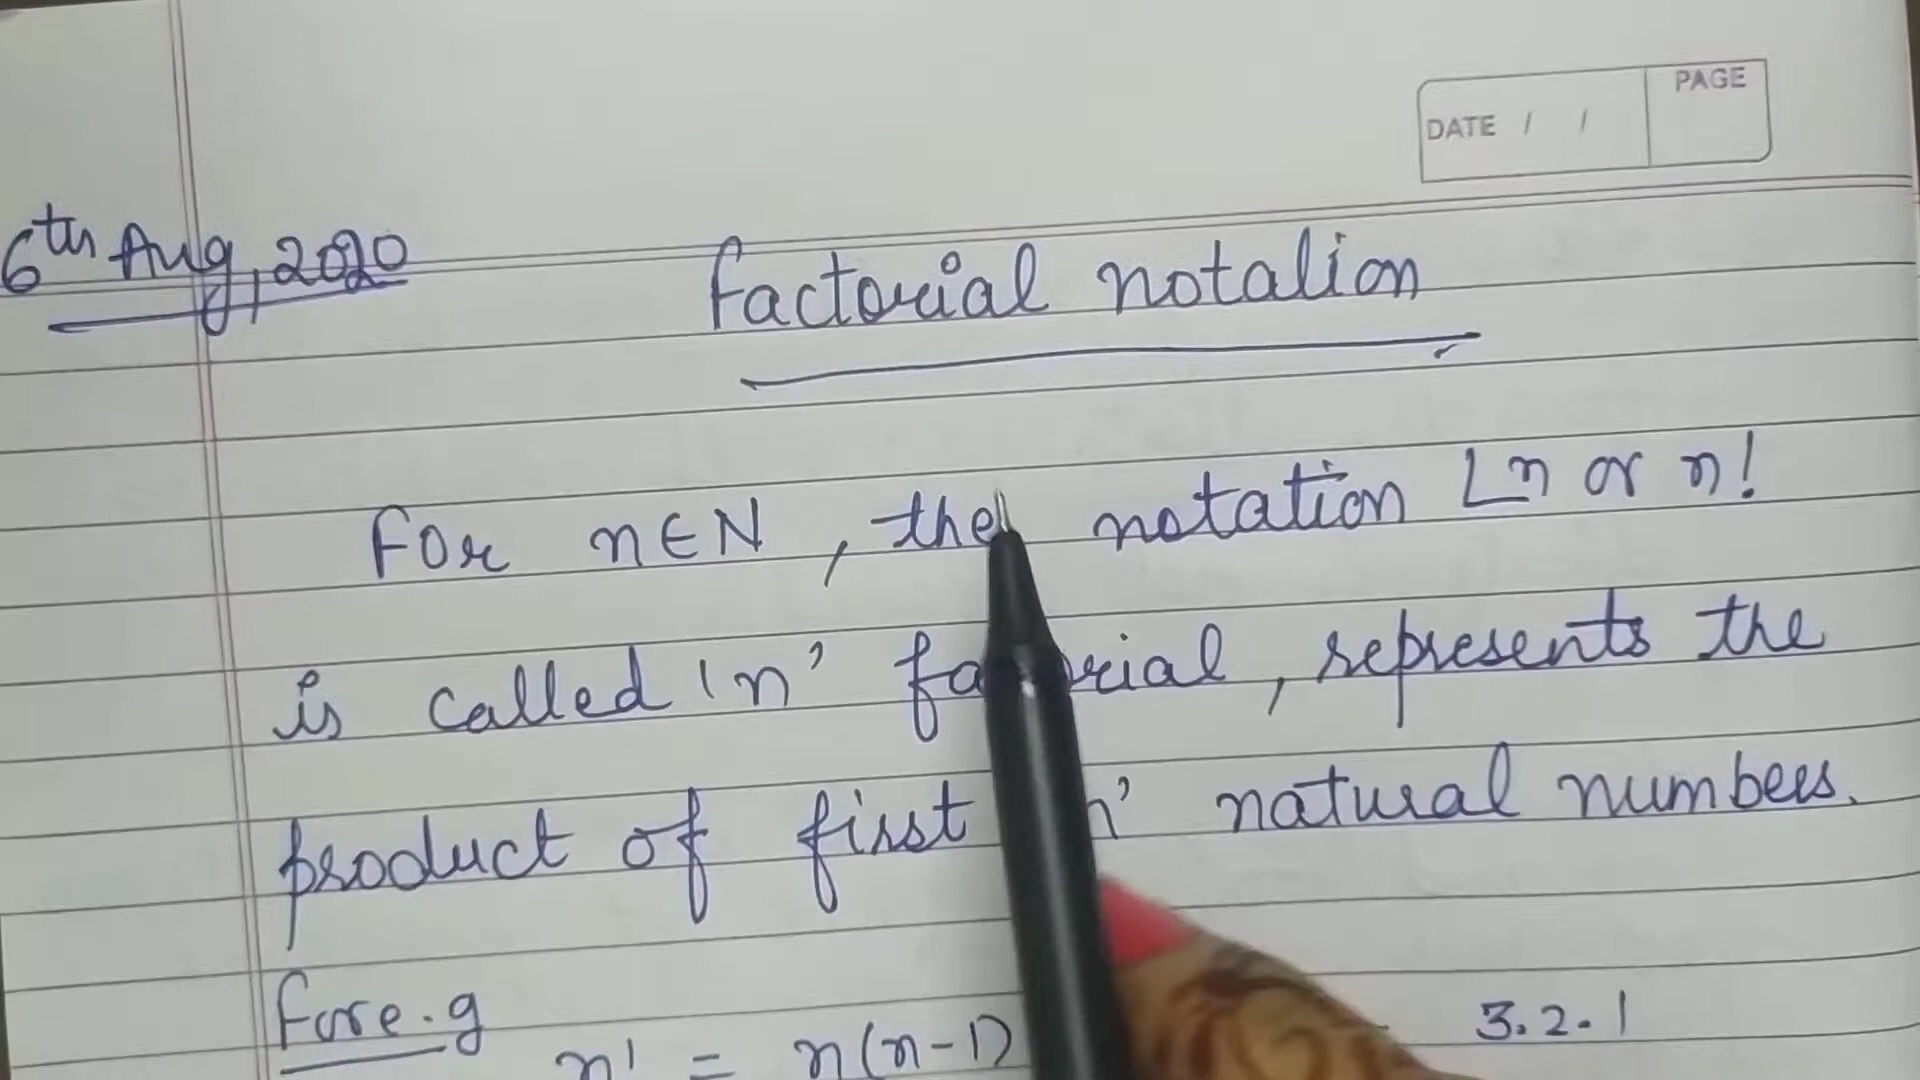 PAGE
DATE / /
6th Aug, 2020
Factorial notation
For n∈N, the notation ⌊n or n!
is called 'n' factorial, represents the
product of first n' natural numbers.
For e.g
n! = n(n-1) 3.2.1